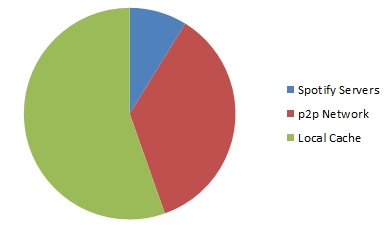 Spotify Servers
p2p Network
Local Cache